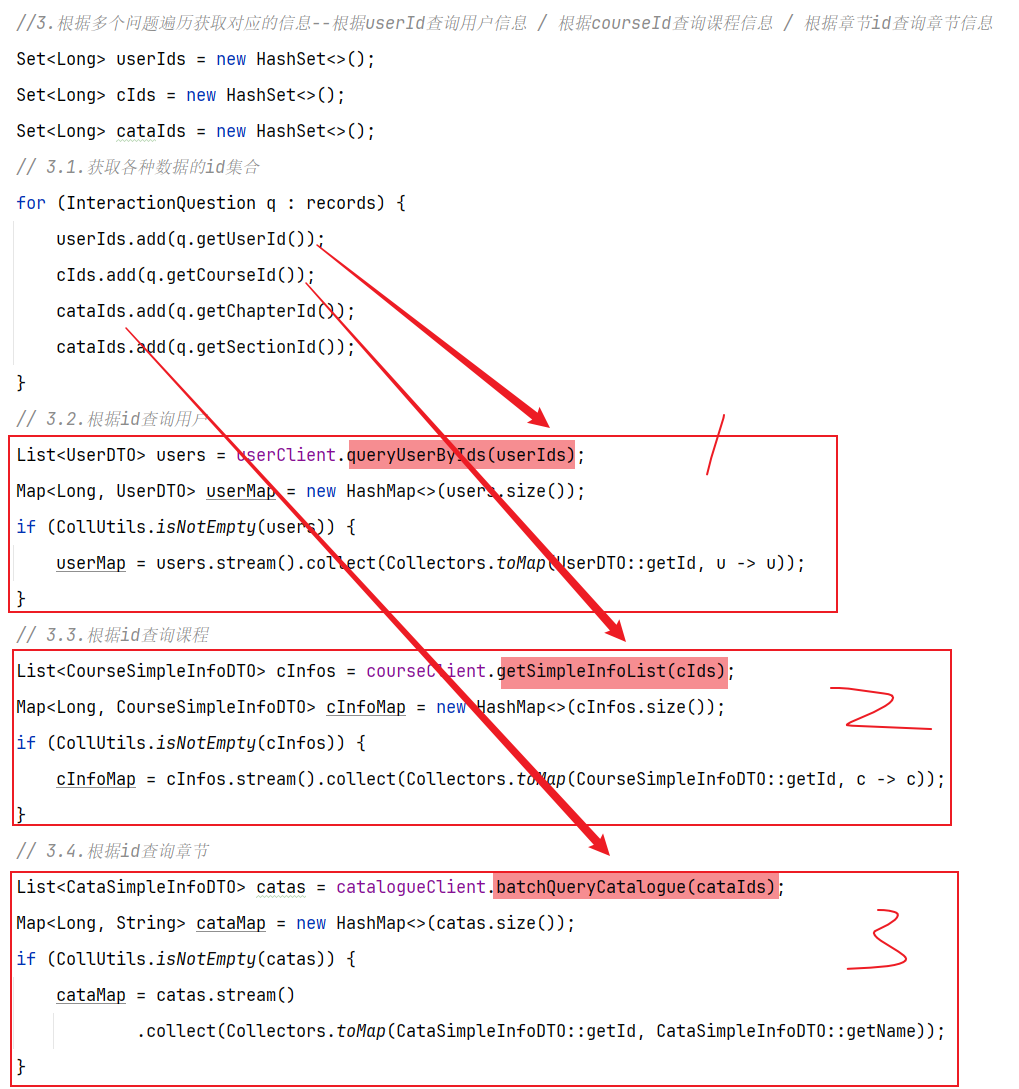 //3.根据多个问题遍历获取对应的信息--根据userId查询用户信息 / 根据courseId查询课程信息 / 根据章节id查询章节信息
Set<Long> userIds = new HashSet<>();
Set<Long> cIds = new HashSet<>();
Set<Long> cataIds = new HashSet<>();
// 3.1.获取各种数据的id集合
for (InteractionQuestion q : records) {
    userIds.add(q.getUserId());
    cIds.add(q.getCourseId());
    cataIds.add(q.getChapterId());
    cataIds.add(q.getSectionId());
}
// 3.2.根据id查询用户
List<UserDTO> users = userClient.queryUserByIds(userIds);
1
Map<Long, UserDTO> userMap = new HashMap<>(users.size());
if (CollUtils.isNotEmpty(users)) {
    userMap = users.stream().collect(Collectors.toMap(UserDTO::getId, u -> u));
}
// 3.3.根据id查询课程
List<CourseSimpleInfoDTO> cInfos = courseClient.getSimpleInfoList(cIds);
Map<Long, CourseSimpleInfoDTO> cInfoMap = new HashMap<>(cInfos.size());
2
if (CollUtils.isNotEmpty(cInfos)) {
    cInfoMap = cInfos.stream().collect(Collectors.toMap(CourseSimpleInfoDTO::getId, c -> c));
}
// 3.4.根据id查询章节
List<CataSimpleInfoDTO> catas = catalogueClient.batchQueryCatalogue(cataIds);
Map<Long, String> cataMap = new HashMap<>(catas.size());
3
if (CollUtils.isNotEmpty(catas)) {
    cataMap = catas.stream()
            .collect(Collectors.toMap(CataSimpleInfoDTO::getId, CataSimpleInfoDTO::getName));
}